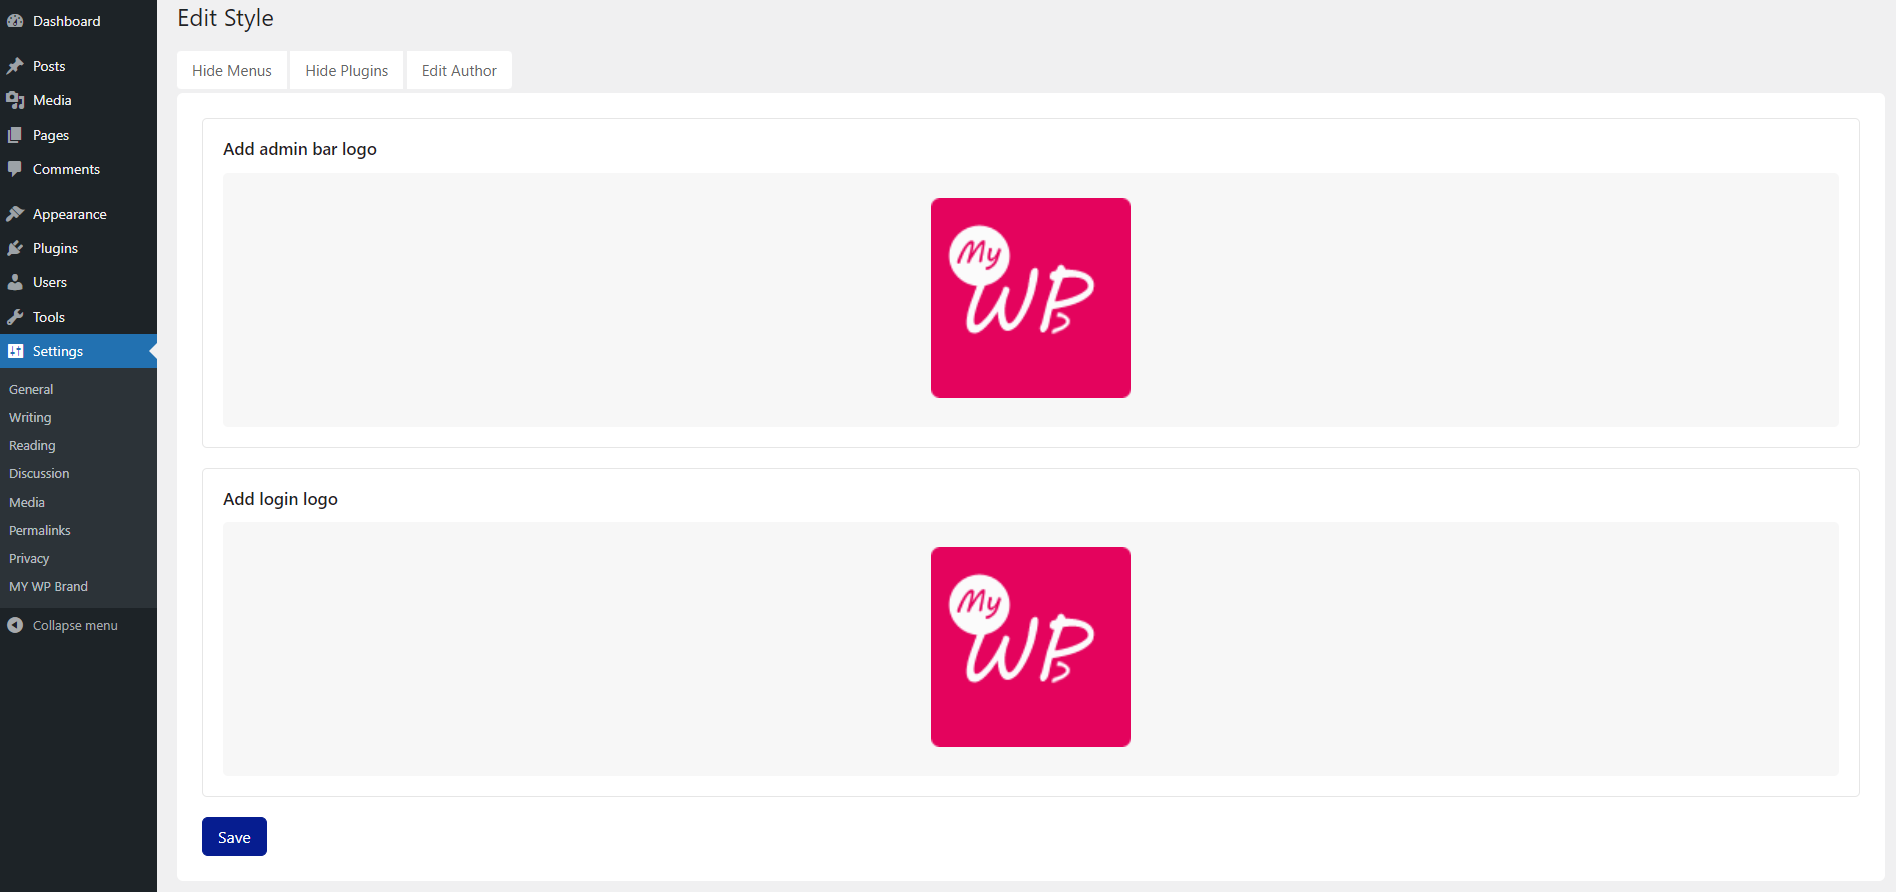 Dashboard
Posts
Media
Pages
Comments
Appearance
Plugins
Users
Tools
Settings
General
Writing
Reading
Discussion
Media
Permalinks
Privacy
MY WP Brand
Collapse menu
Edit Style
Hide Menus
Hide Plugins
Edit Author
Add admin bar logo
My
WP
Add login logo
My
WP
Save